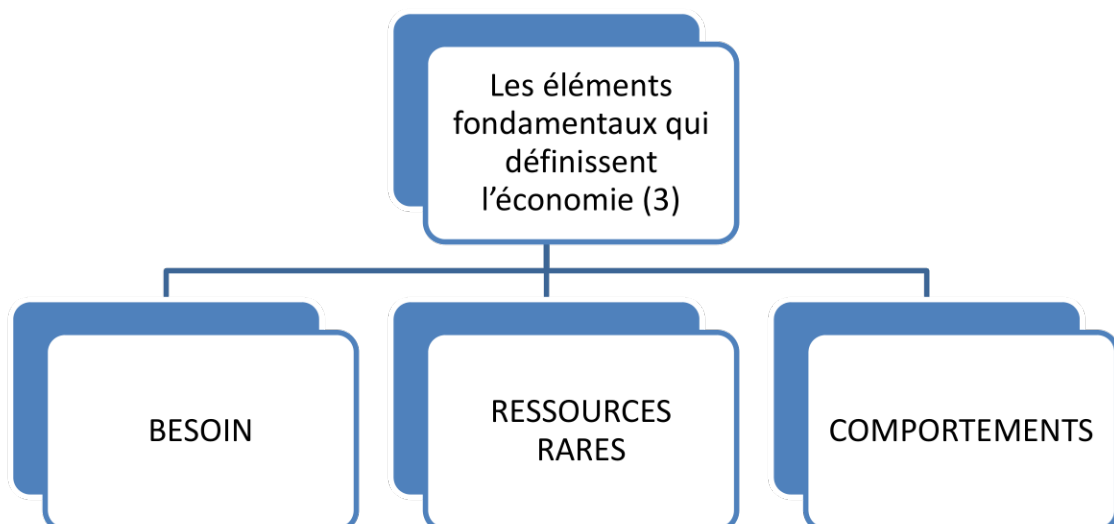 Les éléments
fondamentaux qui
définissent
l’économie (3)
BESOIN
RESSOURCES
RARES
COMPORTEMENTS